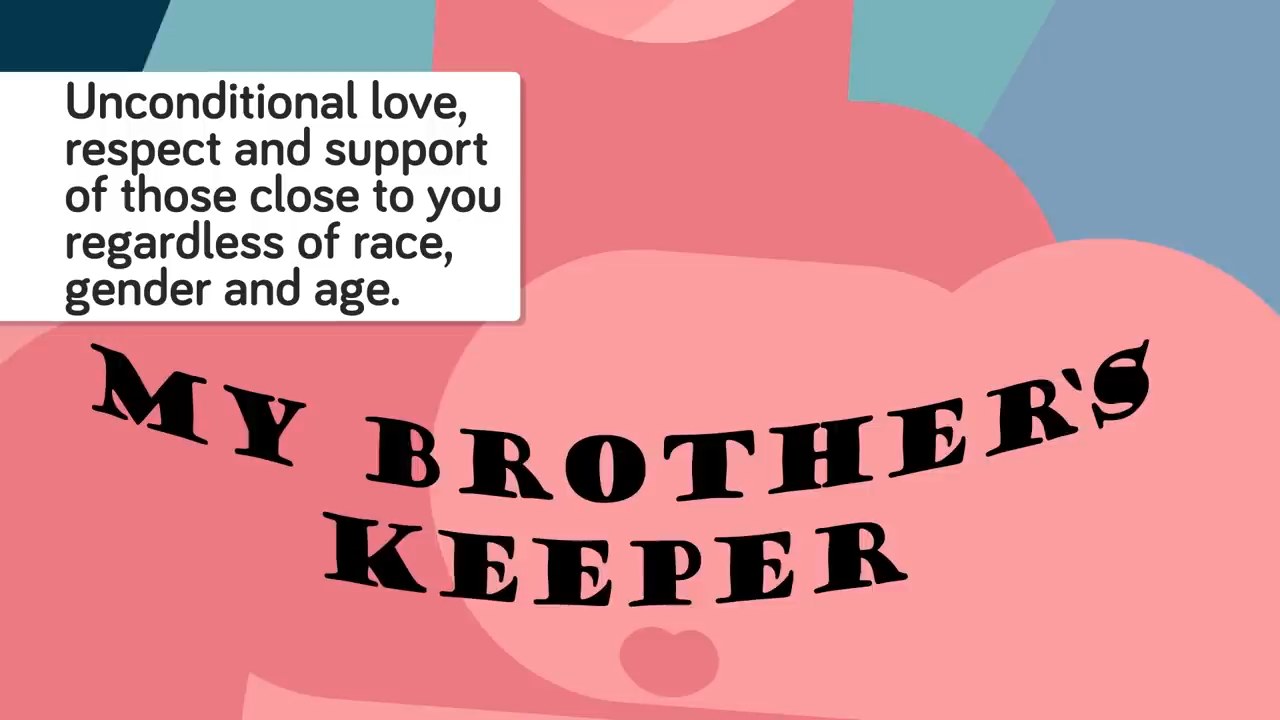 Unconditional love,
respect and support
of those close to you
regardless of race,
gender and age.
MY BROTHER`S
KEEPER